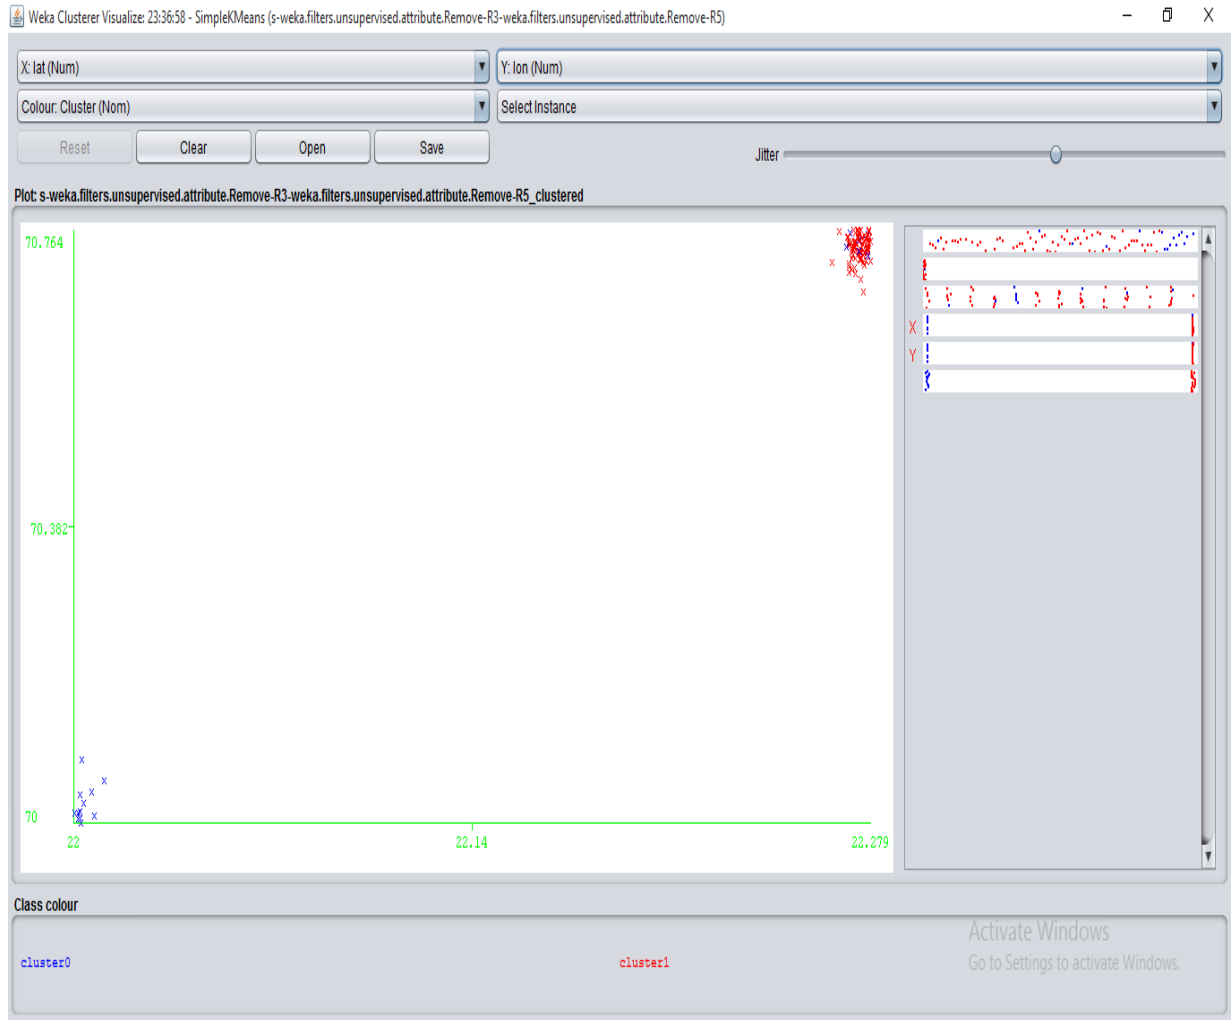 Weka Clusterer Visualize: 23:36:58 - SimpleKMeans (s-weka.filters.unsupervised.attribute.Remove-R3-weka.filters.unsupervised.attribute.Remove-R5)
X: lat (Num)
Y: lon (Num)
Colour: Cluster (Nom)
Select Instance
Reset
Clear
Open
Save
Jitter
Plot: s-weka.filters.unsupervised.attribute.Remove-R3-weka.filters.unsupervised.attribute.Remove-R5_clustered
70.764
70.382
70
22
22.14
22.279
X
Y
Class colour
cluster0
cluster1
Activate Windows
Go to Settings to activate Windows.